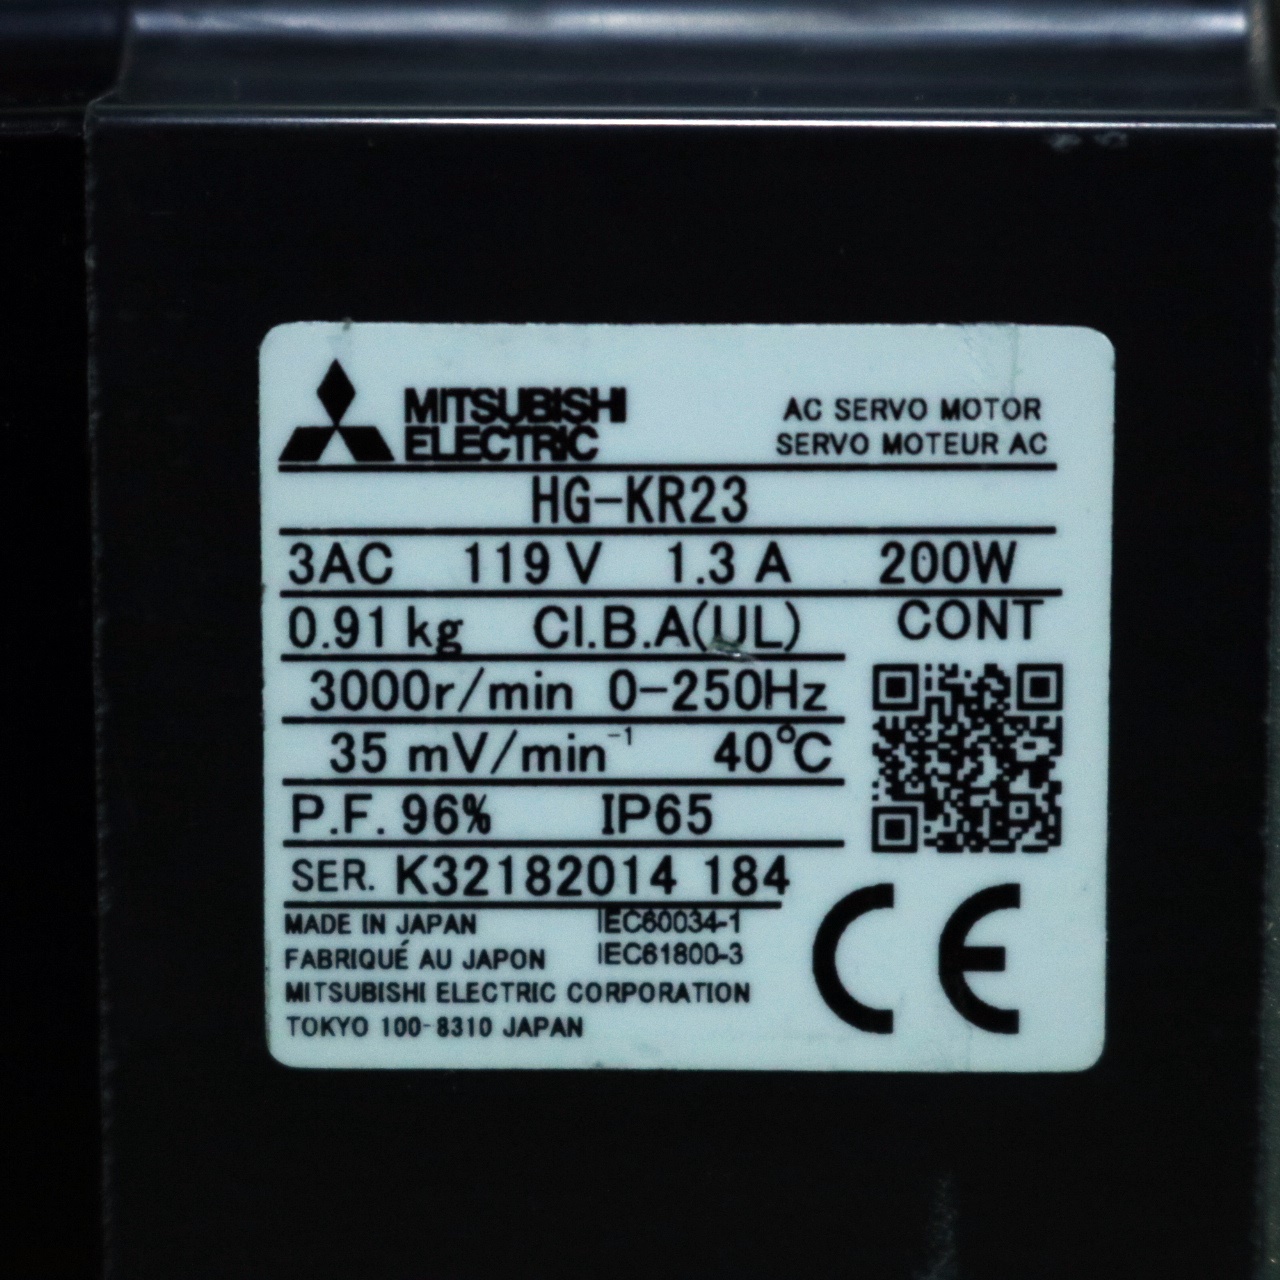 MITSUBISHI
ELECTRIC
AC SERVO MOTOR
SERVO MOTEUR AC
HG-KR23
3AC 119 V 1.3 A 200W
0.91 kg Cl.B.A(UL) CONT
3000r/min 0-250Hz
35 mV/min⁻¹ 40℃
P.F. 96% IP65
SER. K32182014 184
MADE IN JAPAN IEC60034-1
FABRIQUÉ AU JAPON IEC61800-3
MITSUBISHI ELECTRIC CORPORATION
TOKYO 100-8310 JAPAN
CE